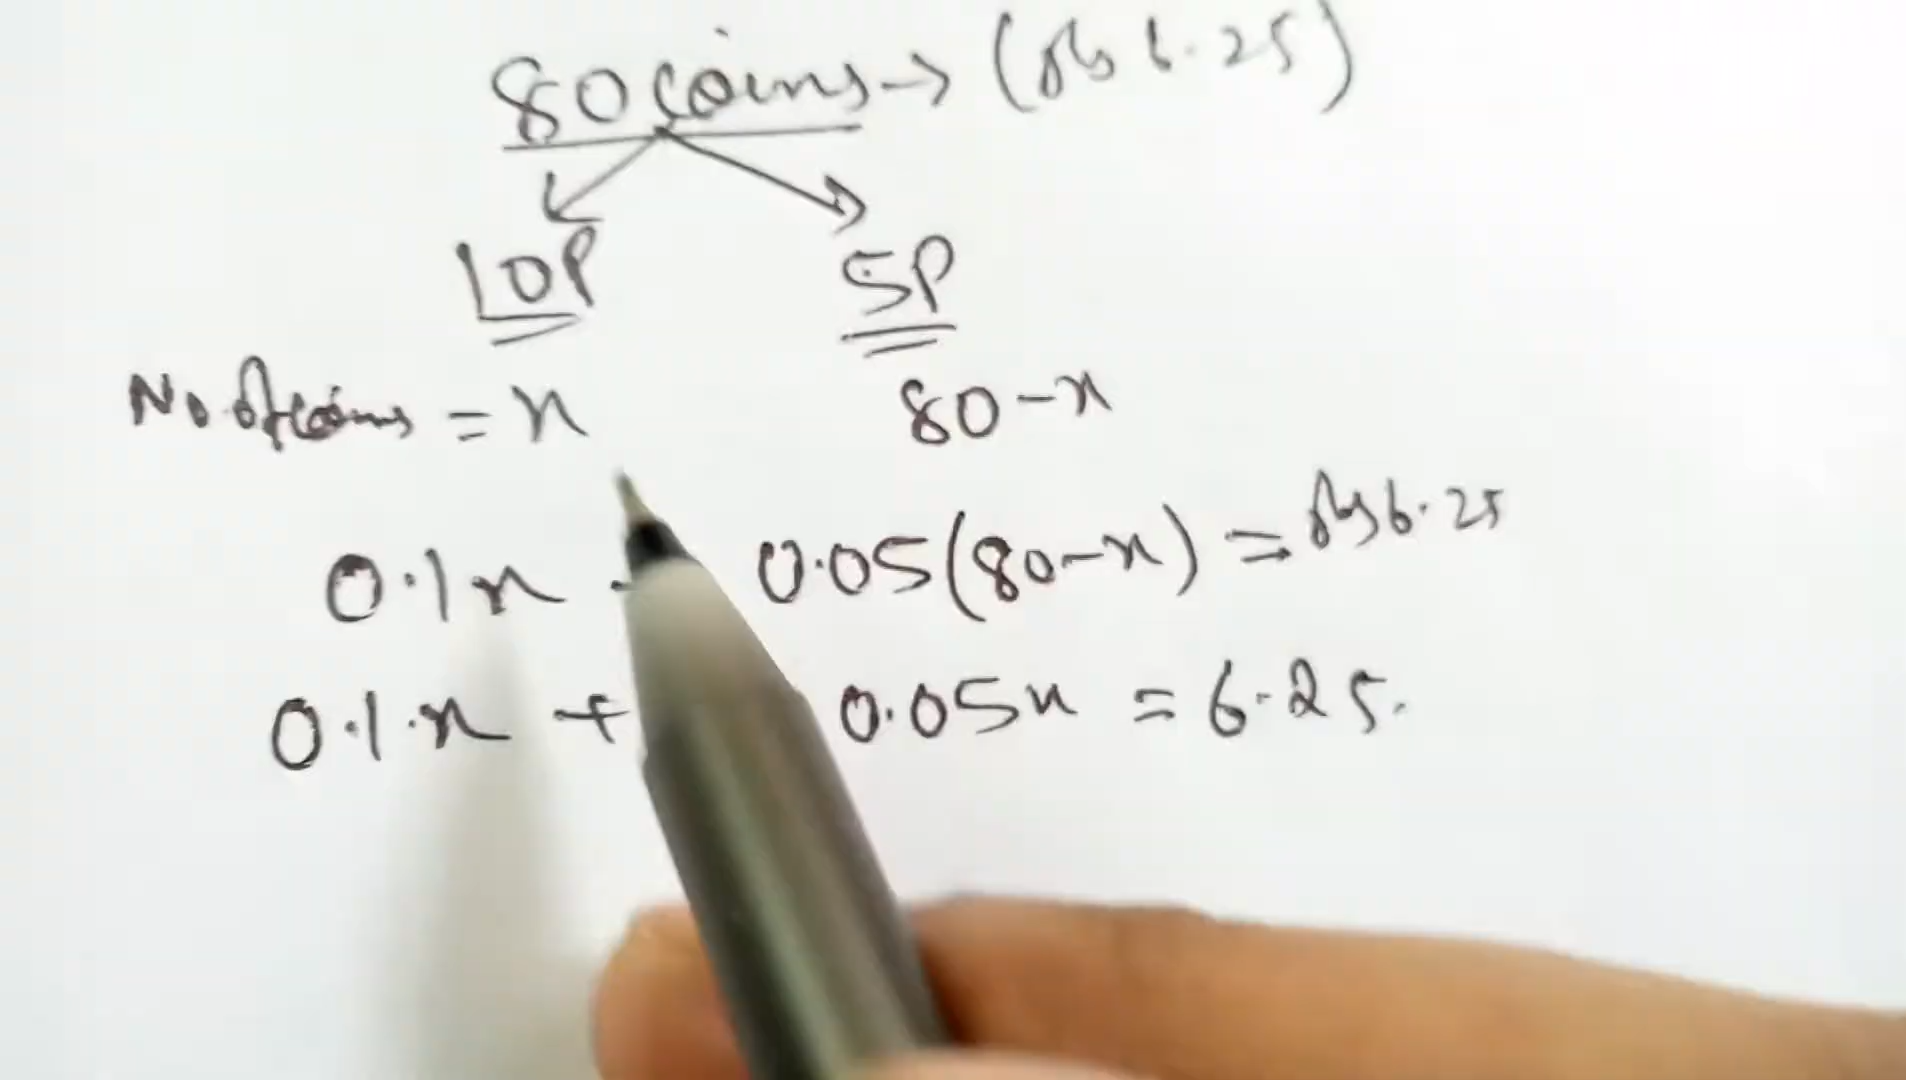 80 coins → (Rs 6.25)
10P 5P
No. of coins = x 80-x
0.1x 0.05(80-x) = Rs 6.25
0.1x + 0.05x = 6.25.